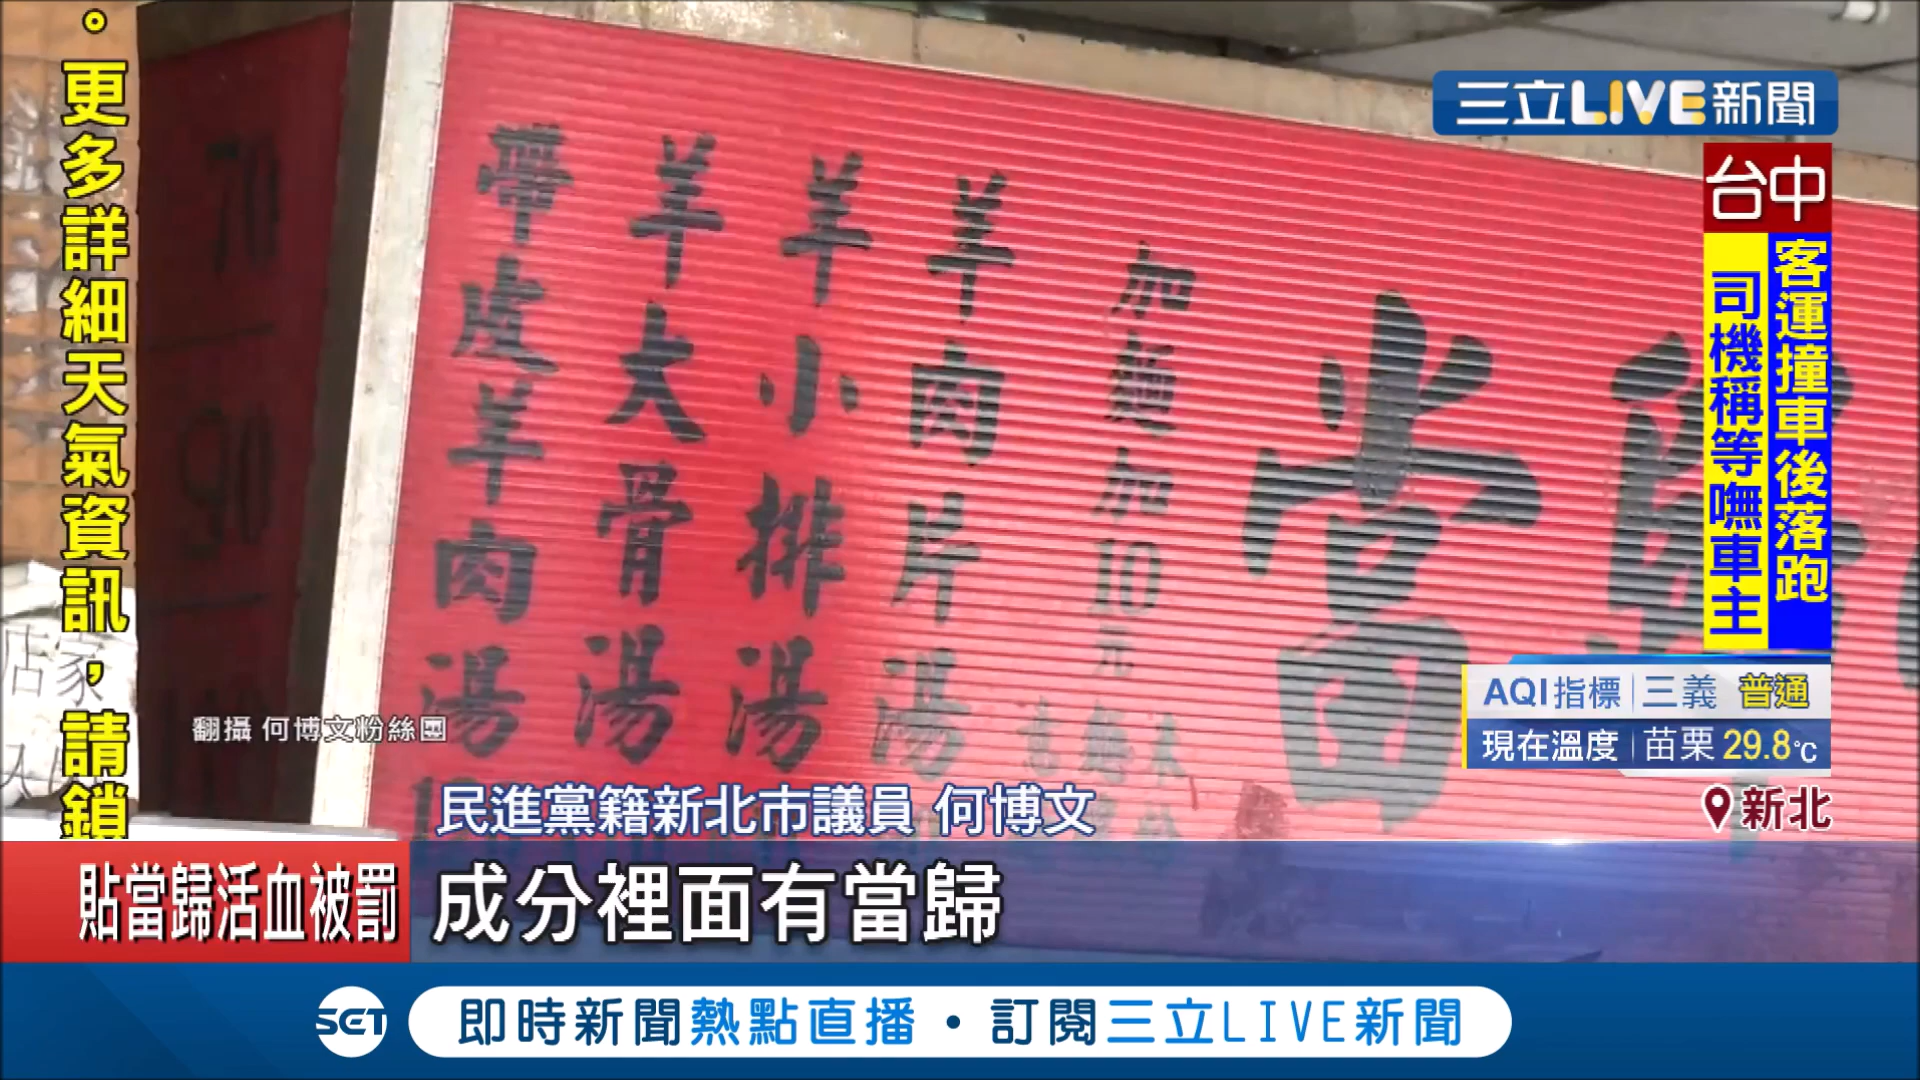 。更多詳細天氣資訊，請鎖
三立LIVE新聞
台中
客運撞車後落跑
司機稱等嘸車主
AQI指標 三義 普通
現在溫度 苗栗 29.8°C
新北
當歸
加麵加10元
羊肉片湯
羊小排湯
羊大骨湯
帶皮羊肉湯
70
90
店家
翻攝 何博文粉絲團
民進黨籍新北市議員 何博文
貼當歸活血被罰
成分裡面有當歸
SET
即時新聞熱點直播・訂閱三立LIVE新聞